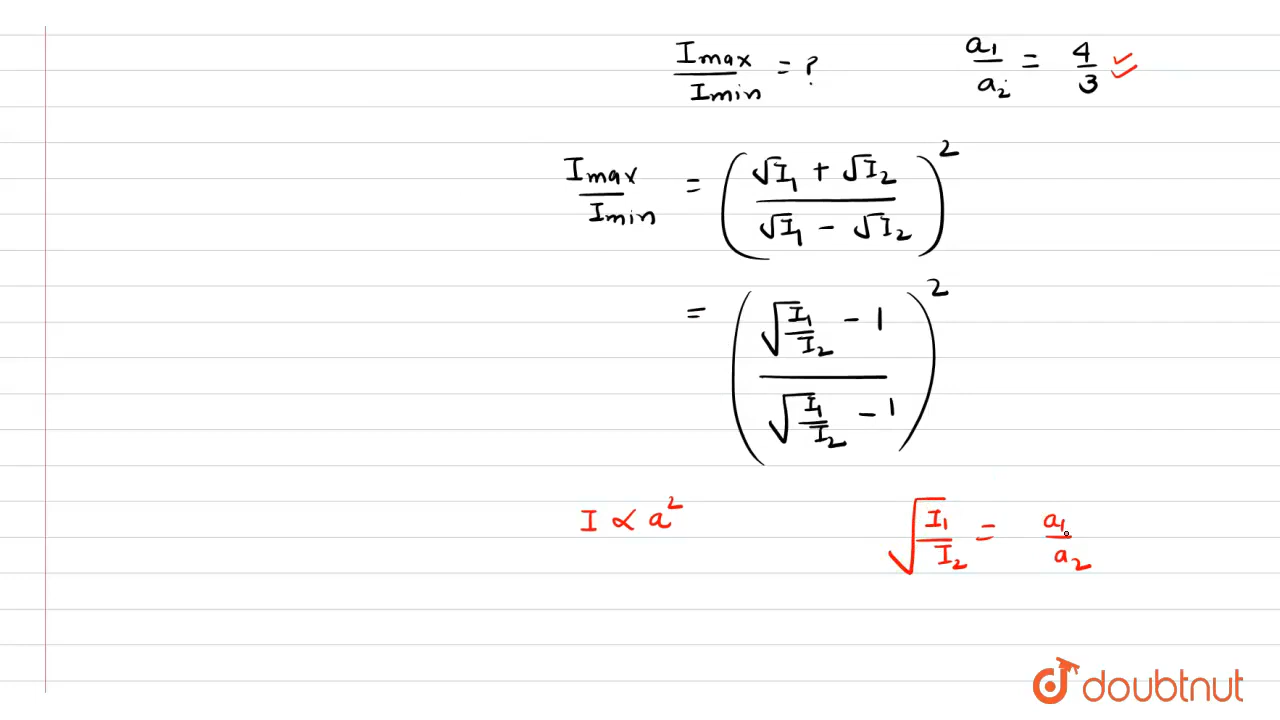 Imax/Imin = ? a₁/a₂ = 4/3
Imax/Imin = ((√I₁ + √I₂)/(√I₁ - √I₂))²
= ((√(I₁/I₂) - 1)/(√(I₁/I₂) - 1))²
I ∝ a² √(I₁/I₂) = a₁/a₂
doubtnut